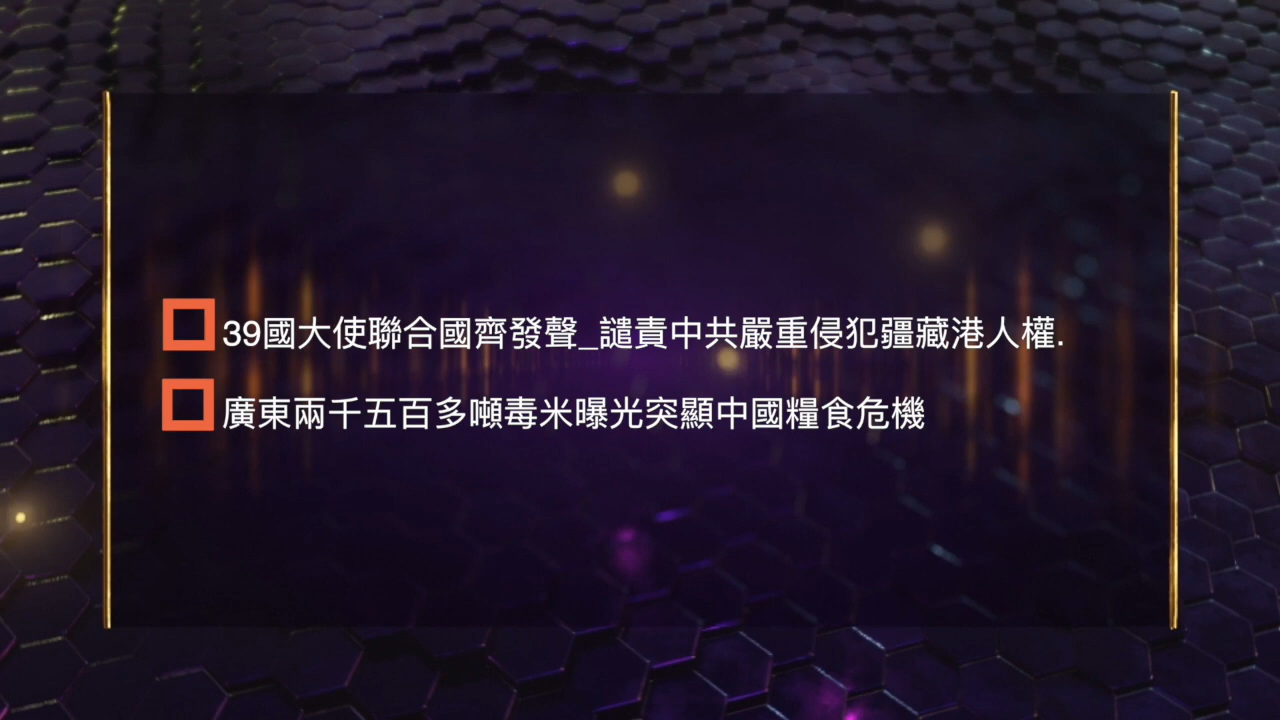 39國大使聯合國齊發聲_譴責中共嚴重侵犯疆藏港人權.
廣東兩千五百多噸毒米曝光突顯中國糧食危機